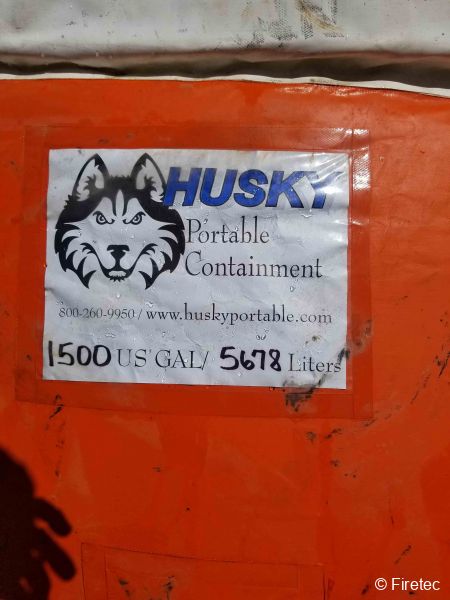 HUSKY
Portable
Containment
800-260-9950 / www.huskyportable.com
1500 US GAL/ 5678 Liters
© Firetec